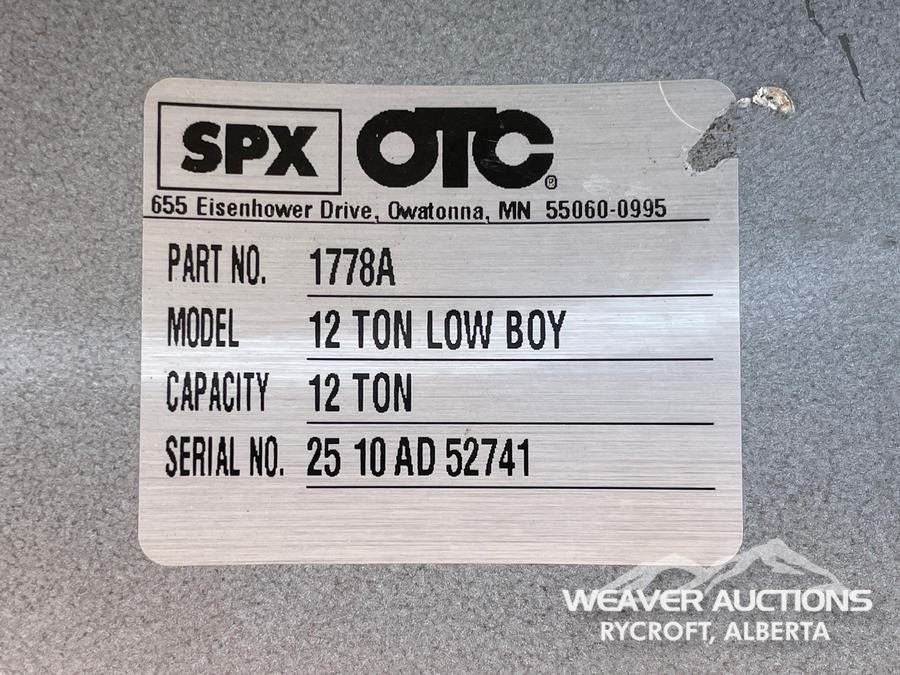 SPX OTC®
655 Eisenhower Drive, Owatonna, MN 55060-0995
PART NO. 1778A
MODEL 12 TON LOW BOY
CAPACITY 12 TON
SERIAL NO. 25 10 AD 52741
WEAVER AUCTIONS
RYCROFT, ALBERTA